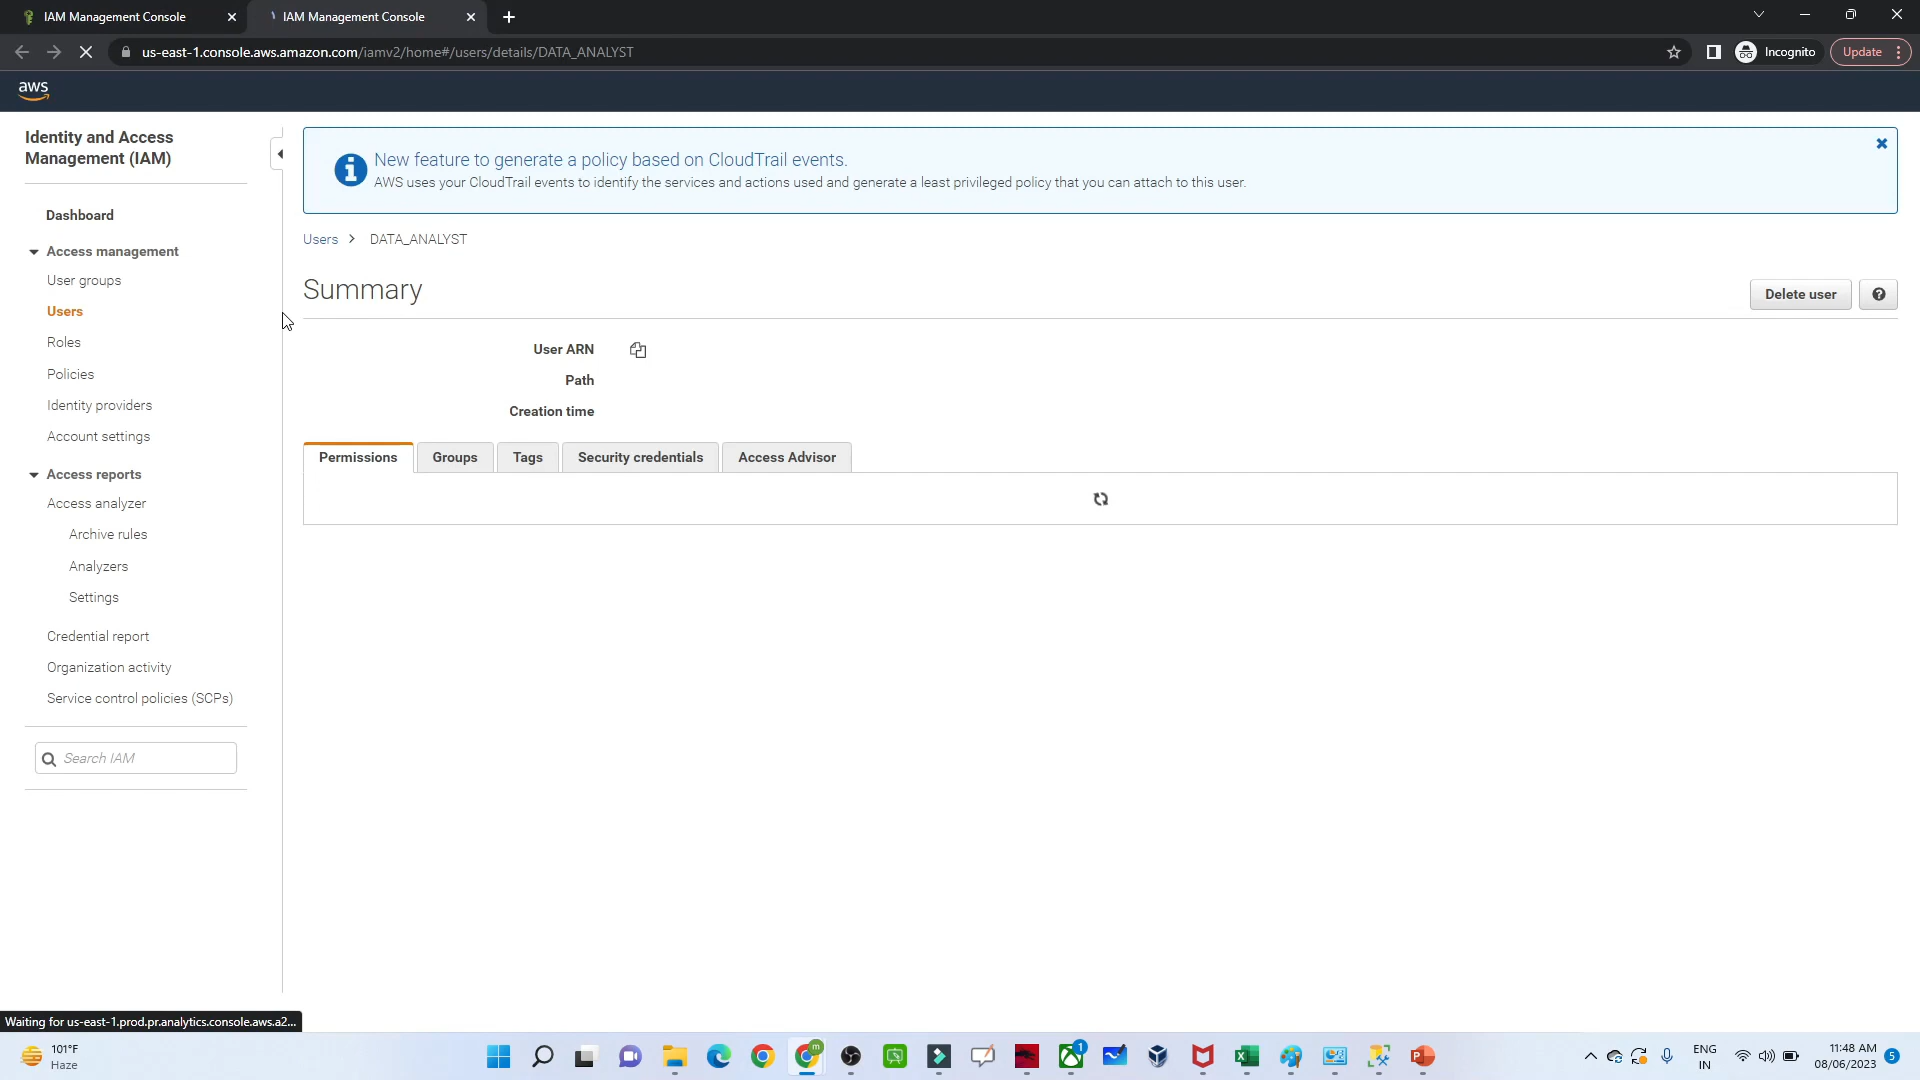 IAM Management Console
IAM Management Console
us-east-1.console.aws.amazon.com/iamv2/home#/users/details/DATA_ANALYST
Incognito
Update
aws
Identity and Access
Management (IAM)
Dashboard
Access management
User groups
Users
Roles
Policies
Identity providers
Account settings
Access reports
Access analyzer
Archive rules
Analyzers
Settings
Credential report
Organization activity
Service control policies (SCPs)
Search IAM
New feature to generate a policy based on CloudTrail events.
AWS uses your CloudTrail events to identify the services and actions used and generate a least privileged policy that you can attach to this user.
Users > DATA_ANALYST
Summary
Delete user
User ARN
Path
Creation time
Permissions Groups Tags Security credentials Access Advisor
Waiting for us-east-1.prod.pr.analytics.console.aws.a2...
101°F
Haze
m
1
ENG
IN
11:48 AM
08/06/2023
5